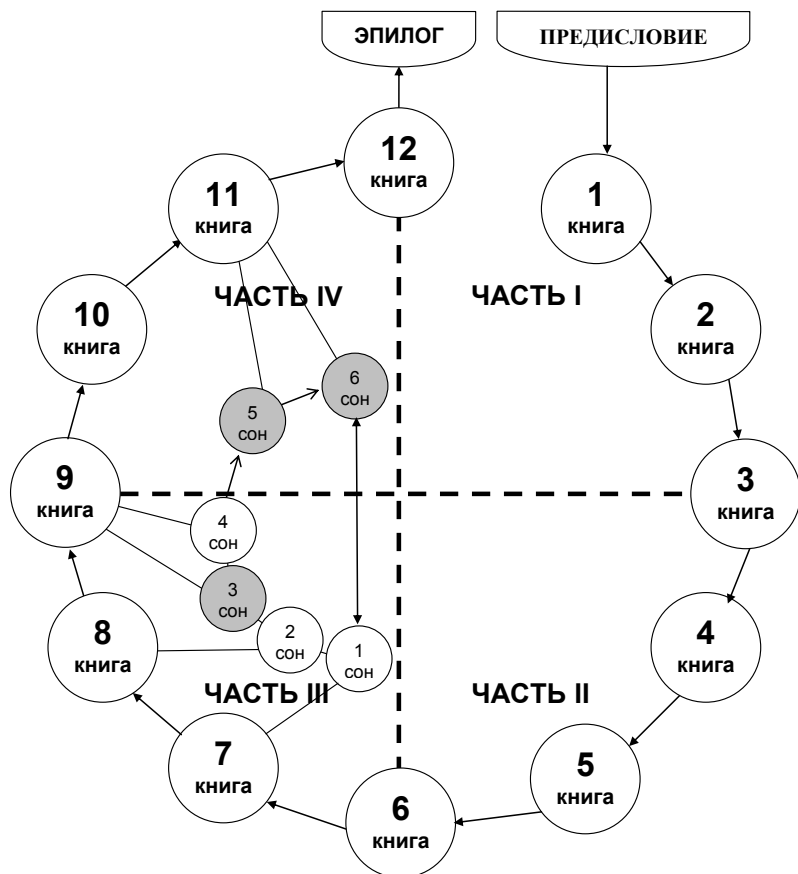 ЭПИЛОГ
ПРЕДИСЛОВИЕ
1
книга
2
книга
3
книга
4
книга
5
книга
6
книга
7
книга
8
книга
9
книга
10
книга
11
книга
12
книга
ЧАСТЬ I
ЧАСТЬ II
ЧАСТЬ III
ЧАСТЬ IV
1
сон
2
сон
3
сон
4
сон
5
сон
6
сон